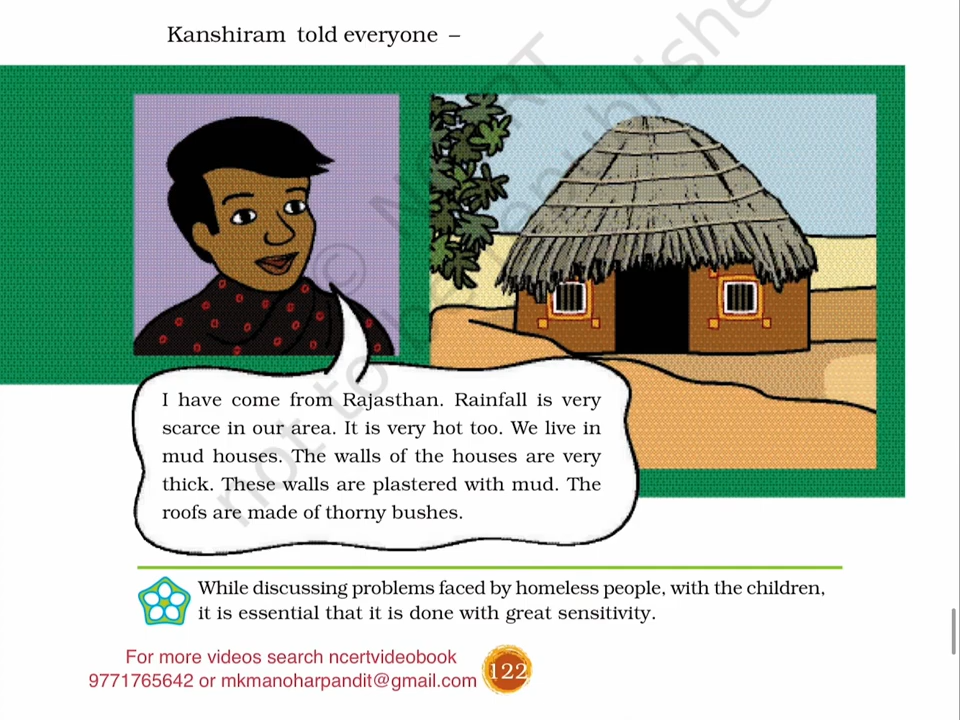 Kanshiram told everyone –
I have come from Rajasthan. Rainfall is very
scarce in our area. It is very hot too. We live in
mud houses. The walls of the houses are very
thick. These walls are plastered with mud. The
roofs are made of thorny bushes.
While discussing problems faced by homeless people, with the children,
it is essential that it is done with great sensitivity.
For more videos search ncertvideobook
9771765642 or mkmanoharpandit@gmail.com
122